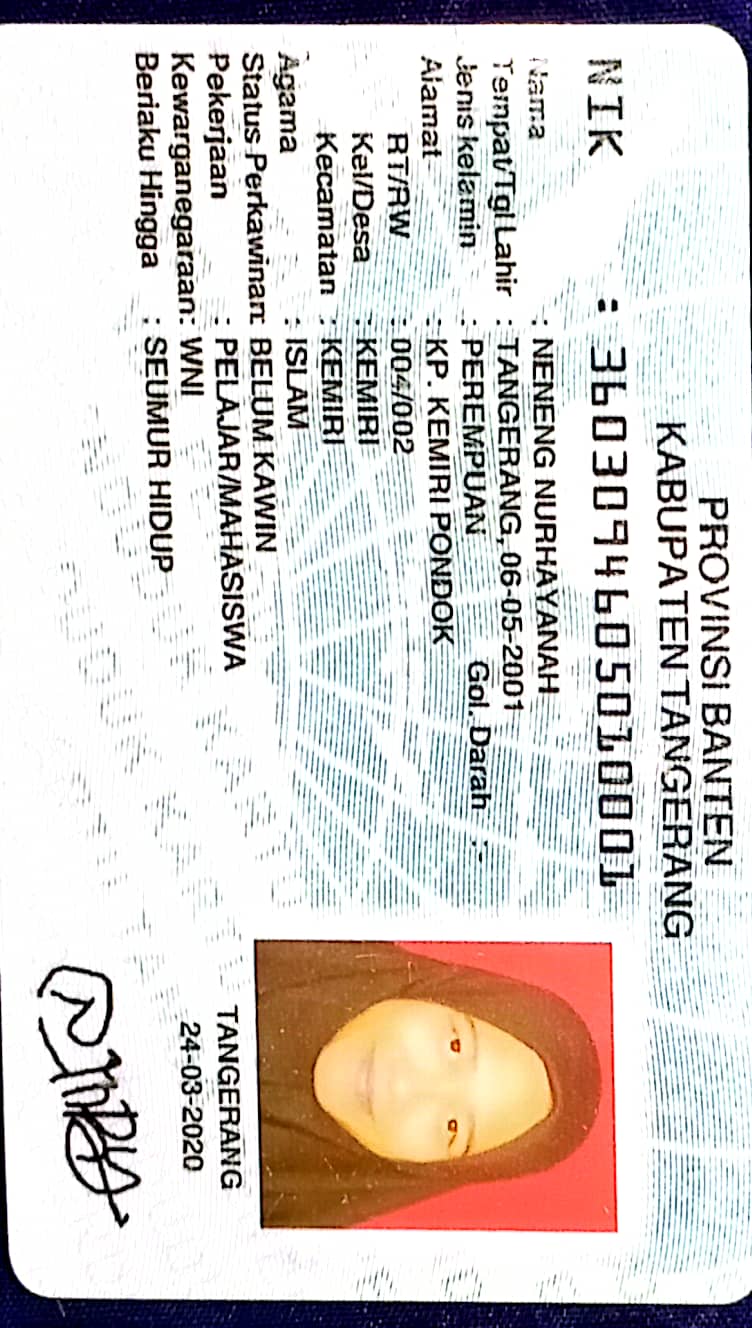 PROVINSI BANTEN
KABUPATEN TANGERANG
NIK : 3603094605010001
Nama : NENENG NURHAYANAH
Tempat/Tgl Lahir : TANGERANG, 06-05-2001
Jenis kelamin : PEREMPUAN Gol. Darah : -
Alamat : KP. KEMIRI PONDOK
RT/RW : 004/002
Kel/Desa : KEMIRI
Kecamatan : KEMIRI
Agama : ISLAM
Status Perkawinan: BELUM KAWIN
Pekerjaan : PELAJAR/MAHASISWA
Kewarganegaraan: WNI
Berlaku Hingga : SEUMUR HIDUP
TANGERANG
24-03-2020